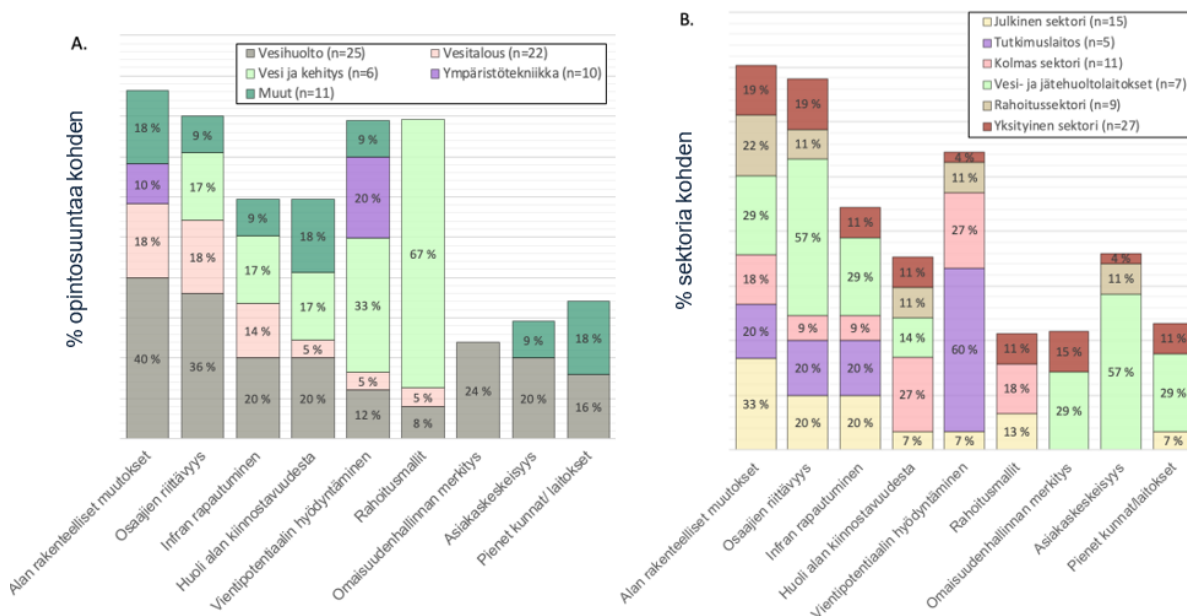 A.
Vesihuolto (n=25)
Vesitalous (n=22)
Vesi ja kehitys (n=6)
Ympäristötekniikka (n=10)
Muut (n=11)
% opintosuuntaa kohden
40 %
18 %
10 %
18 %
36 %
18 %
17 %
9 %
20 %
14 %
17 %
9 %
20 %
5 %
17 %
18 %
12 %
5 %
33 %
20 %
9 %
8 %
5 %
67 %
24 %
20 %
9 %
16 %
18 %
Alan rakenteelliset muutokset
Osaajien riittävyys
Infran rapautuminen
Huoli alan kiinnostavuudesta
Vientipotentiaalin hyödyntäminen
Rahoitusmallit
Omaisuudenhallinnan merkitys
Asiakaskeskeisyys
Pienet kunnat/ laitokset
B.
Julkinen sektori (n=15)
Tutkimuslaitos (n=5)
Kolmas sektori (n=11)
Vesi- ja jätehuoltolaitokset (n=7)
Rahoitussektori (n=9)
Yksityinen sektori (n=27)
% sektoria kohden
33 %
20 %
18 %
29 %
22 %
19 %
20 %
20 %
9 %
57 %
11 %
19 %
20 %
20 %
9 %
29 %
11 %
7 %
27 %
14 %
11 %
11 %
7 %
60 %
27 %
11 %
4 %
13 %
18 %
11 %
29 %
15 %
57 %
11 %
4 %
7 %
29 %
11 %
Alan rakenteelliset muutokset
Osaajien riittävyys
Infran rapautuminen
Huoli alan kiinnostavuudesta
Vientipotentiaalin hyödyntäminen
Rahoitusmallit
Omaisuudenhallinnan merkitys
Asiakaskeskeisyys
Pienet kunnat/laitokset